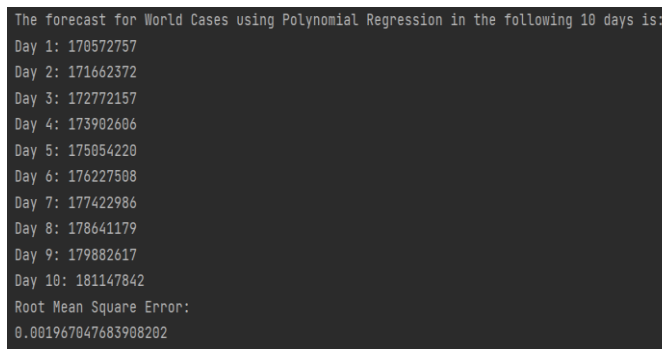 The forecast for World Cases using Polynomial Regression in the following 10 days is:
Day 1: 170572757
Day 2: 171662372
Day 3: 172772157
Day 4: 173902606
Day 5: 175054220
Day 6: 176227508
Day 7: 177422986
Day 8: 178641179
Day 9: 179882617
Day 10: 181147842
Root Mean Square Error:
0.001967047683908202